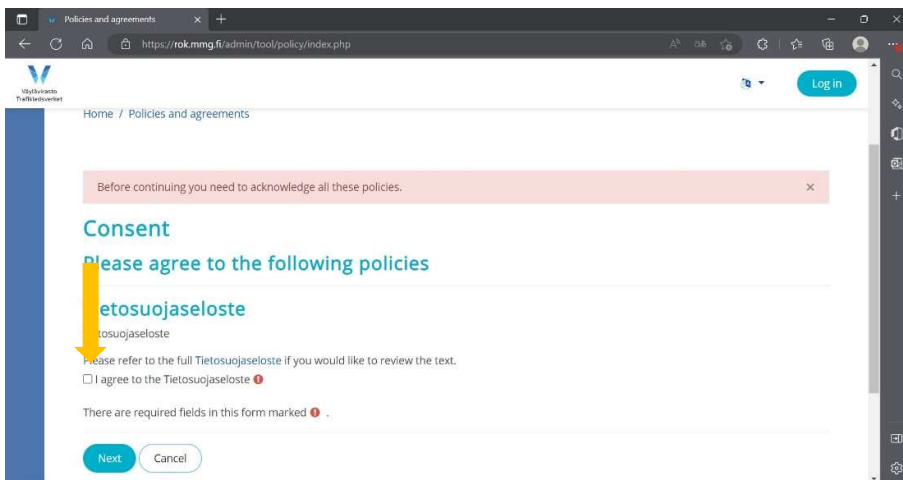 Policies and agreements
https://rok.mmg.fi/admin/tool/policy/index.php
Väylävirasto
Trafikledsverket
Log in
Home / Policies and agreements
Before continuing you need to acknowledge all these policies.
Consent
Please agree to the following policies
etosuojaseloste
tosuojaseloste
Please refer to the full Tietosuojaseloste if you would like to review the text.
I agree to the Tietosuojaseloste
There are required fields in this form marked .
Next Cancel